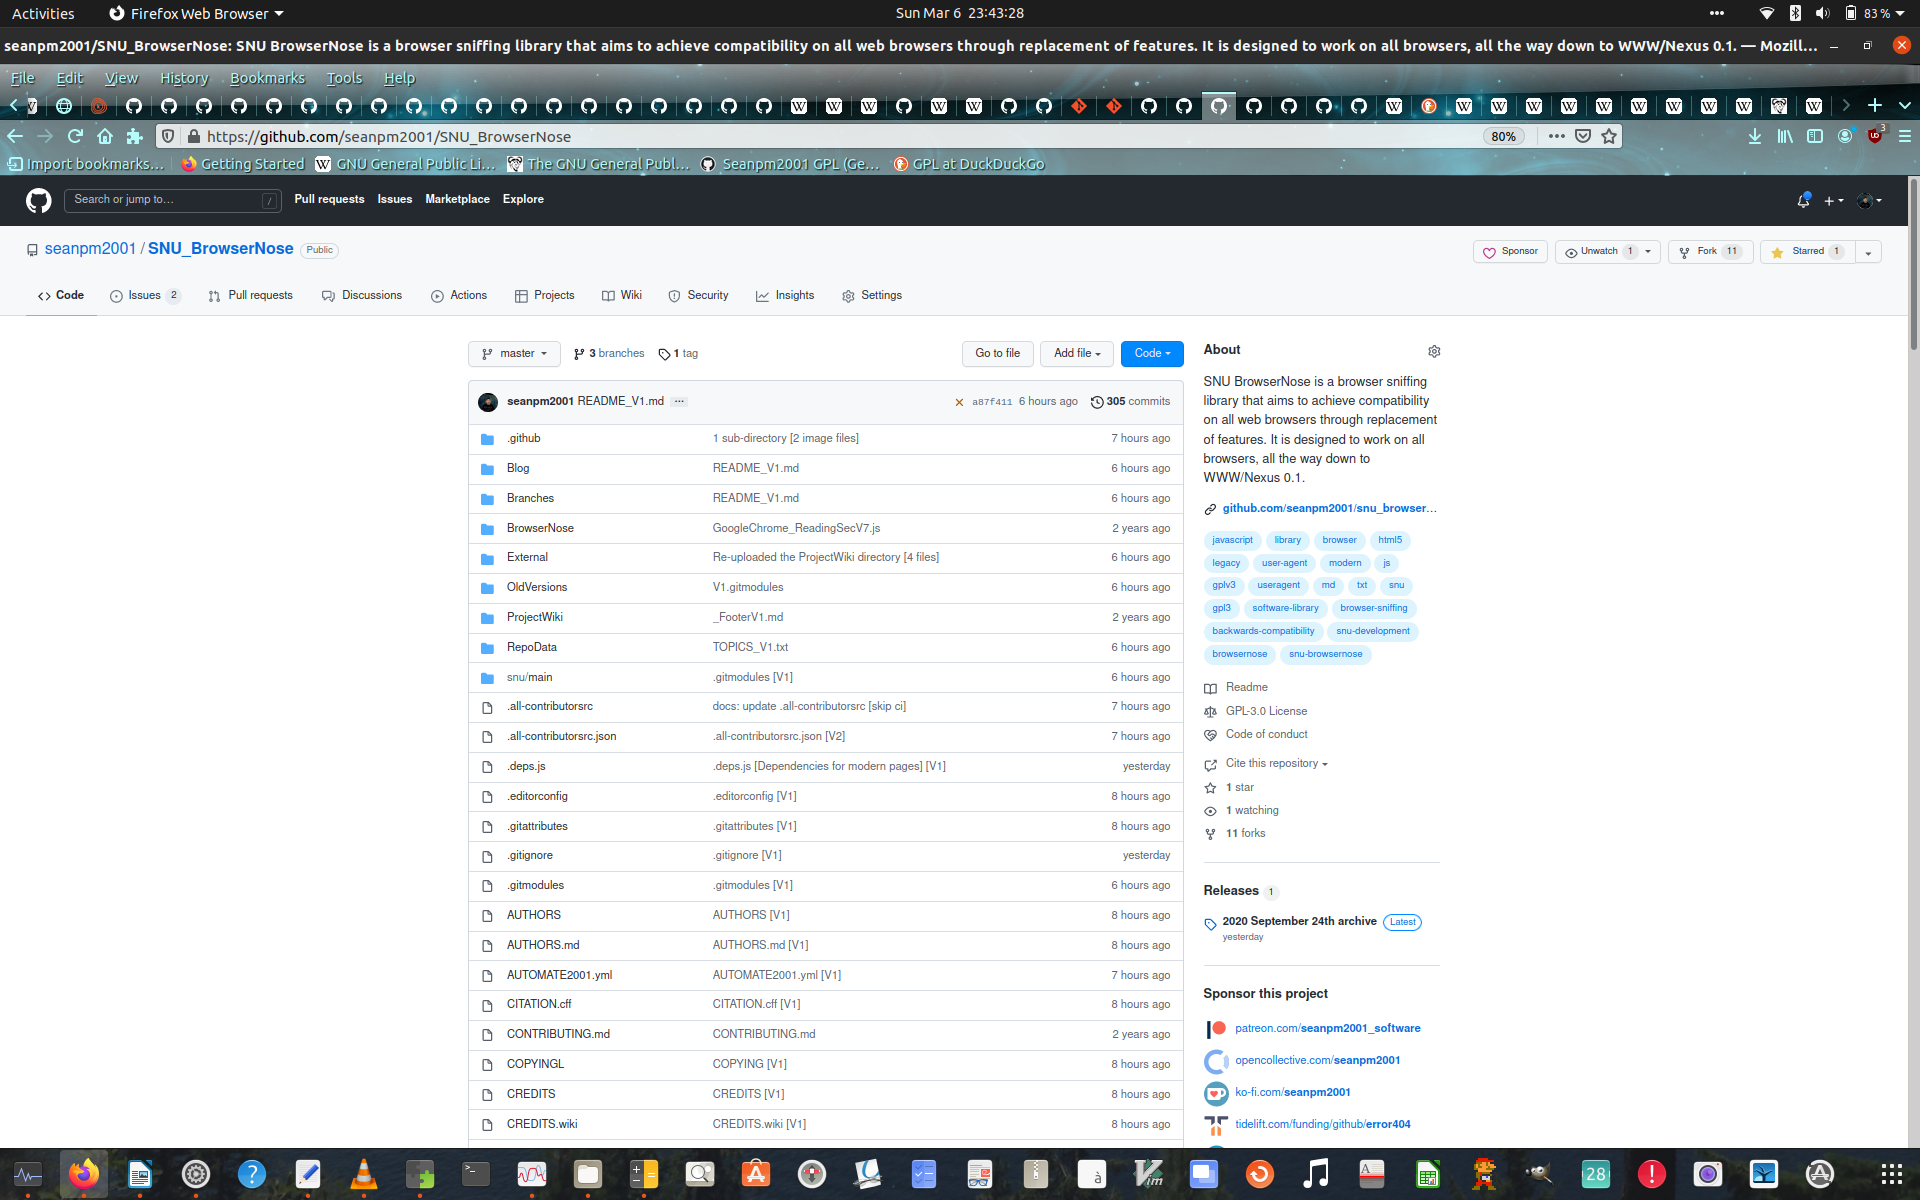 Activities
Firefox Web Browser
Sun Mar 6 23:43:28
83 %
seanpm2001/SNU_BrowserNose: SNU BrowserNose is a browser sniffing library that aims to achieve compatibility on all web browsers through replacement of features. It is designed to work on all browsers, all the way down to WWW/Nexus 0.1. — Mozill…
File Edit View History Bookmarks Tools Help
https://github.com/seanpm2001/SNU_BrowserNose
80%
3
Import bookmarks… Getting Started GNU General Public Li… The GNU General Publ… Seanpm2001 GPL (Ge… GPL at DuckDuckGo
Search or jump to… /
Pull requests Issues Marketplace Explore
seanpm2001 / SNU_BrowserNose Public
Sponsor Unwatch 1 Fork 11 Starred 1
Code Issues 2 Pull requests Discussions Actions Projects Wiki Security Insights Settings
master 3 branches 1 tag
Go to file Add file Code
seanpm2001 README_V1.md ... a87f411 6 hours ago 305 commits
.github 1 sub-directory [2 image files] 7 hours ago
Blog README_V1.md 6 hours ago
Branches README_V1.md 6 hours ago
BrowserNose GoogleChrome_ReadingSecV7.js 2 years ago
External Re-uploaded the ProjectWiki directory [4 files] 6 hours ago
OldVersions V1.gitmodules 6 hours ago
ProjectWiki _FooterV1.md 2 years ago
RepoData TOPICS_V1.txt 6 hours ago
snu/main .gitmodules [V1] 6 hours ago
.all-contributorsrc docs: update .all-contributorsrc [skip ci] 7 hours ago
.all-contributorsrc.json .all-contributorsrc.json [V2] 7 hours ago
.deps.js .deps.js [Dependencies for modern pages] [V1] yesterday
.editorconfig .editorconfig [V1] 8 hours ago
.gitattributes .gitattributes [V1] 8 hours ago
.gitignore .gitignore [V1] yesterday
.gitmodules .gitmodules [V1] 6 hours ago
AUTHORS AUTHORS [V1] 8 hours ago
AUTHORS.md AUTHORS.md [V1] 8 hours ago
AUTOMATE2001.yml AUTOMATE2001.yml [V1] 7 hours ago
CITATION.cff CITATION.cff [V1] 8 hours ago
CONTRIBUTING.md CONTRIBUTING.md 2 years ago
COPYINGL COPYING [V1] 8 hours ago
CREDITS CREDITS [V1] 8 hours ago
CREDITS.wiki CREDITS.wiki [V1] 8 hours ago
About
SNU BrowserNose is a browser sniffing
library that aims to achieve compatibility
on all web browsers through replacement
of features. It is designed to work on all
browsers, all the way down to
WWW/Nexus 0.1.
github.com/seanpm2001/snu_browser…
javascript library browser html5
legacy user-agent modern js
gplv3 useragent md txt snu
gpl3 software-library browser-sniffing
backwards-compatibility snu-development
browsernose snu-browsernose
Readme
GPL-3.0 License
Code of conduct
Cite this repository
1 star
1 watching
11 forks
Releases 1
2020 September 24th archive Latest
yesterday
Sponsor this project
patreon.com/seanpm2001_software
opencollective.com/seanpm2001
ko-fi.com/seanpm2001
tidelift.com/funding/github/error404
28